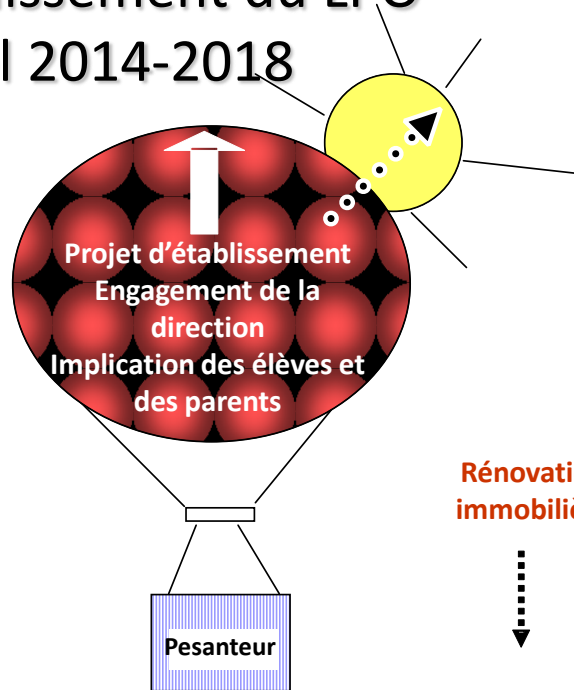 l 2014-2018
Projet d’établissement
Engagement de la
direction
Implication des élèves et
des parents
Pesanteur